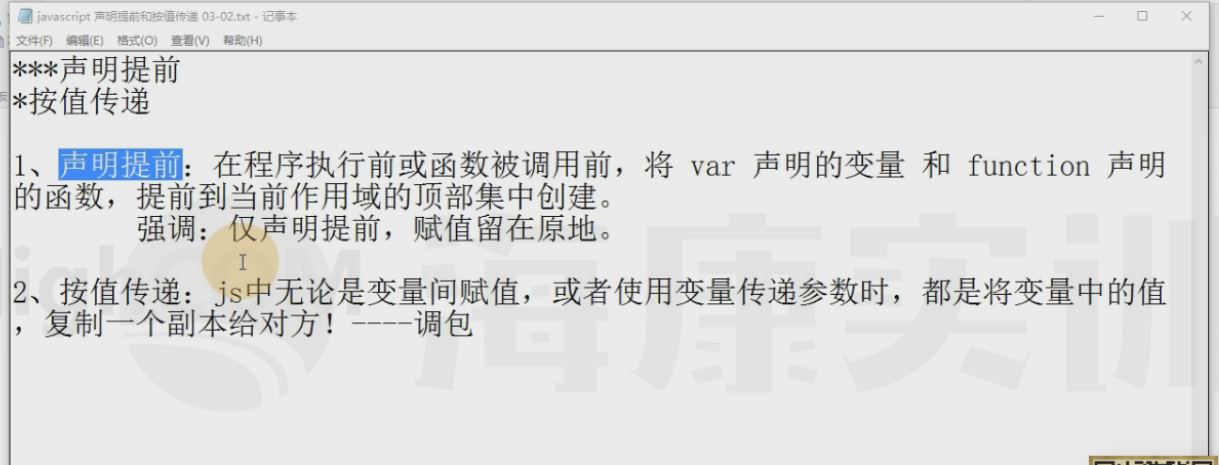 javascript 声明提前和按值传递 03-02.txt - 记事本
文件(F) 编辑(E) 格式(O) 查看(V) 帮助(H)
***声明提前
*按值传递
1、声明提前：在程序执行前或函数被调用前，将 var 声明的变量 和 function 声明
的函数，提前到当前作用域的顶部集中创建。
强调：仅声明提前，赋值留在原地。
2、按值传递：js中无论是变量间赋值，或者使用变量传递参数时，都是将变量中的值
，复制一个副本给对方！----调包
海康实训